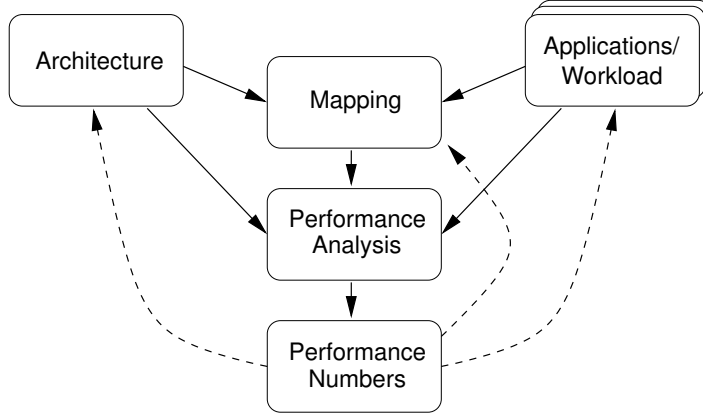 Architecture
Applications/
Workload
Mapping
Performance
Analysis
Performance
Numbers